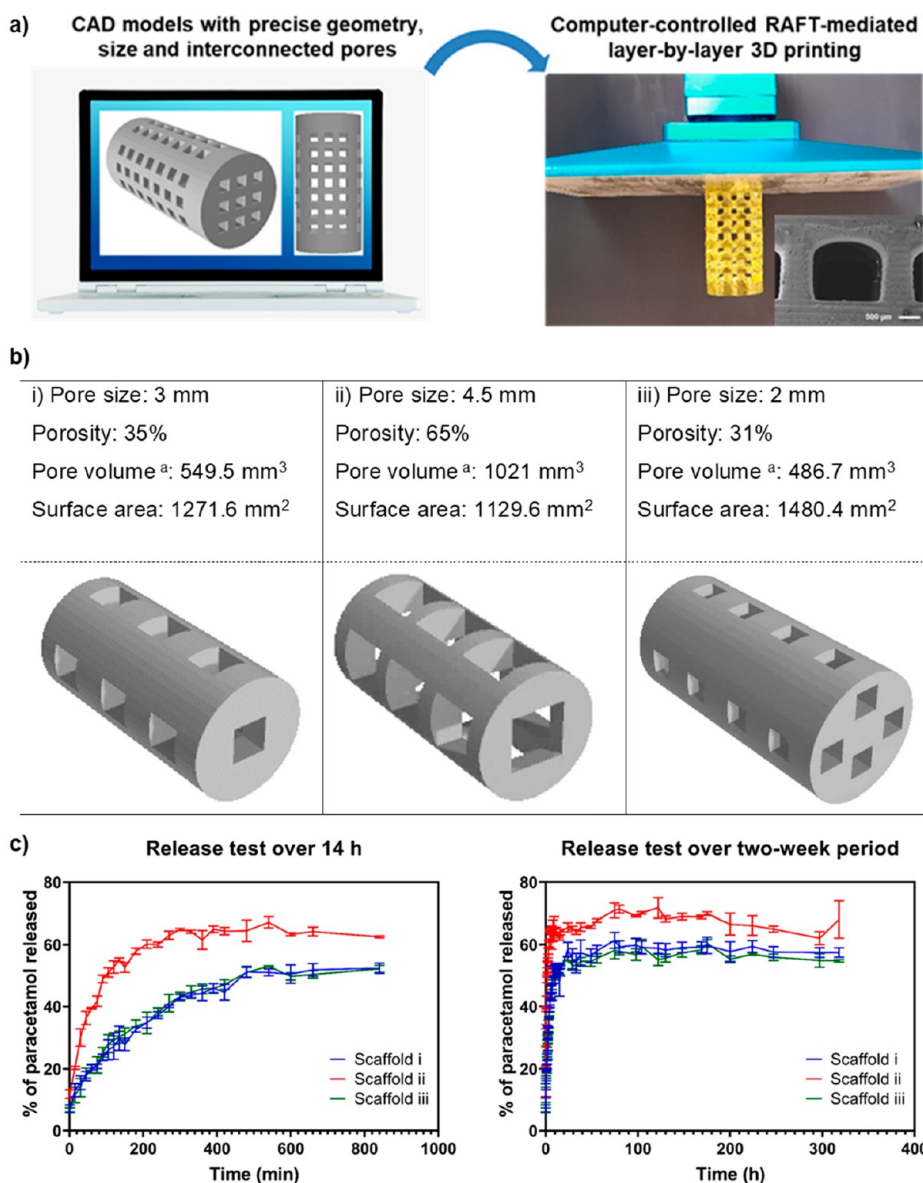 a)
CAD models with precise geometry,
size and interconnected pores
Computer-controlled RAFT-mediated
layer-by-layer 3D printing
500 µm
b)
i) Pore size: 3 mm
Porosity: 35%
Pore volume ᵃ: 549.5 mm³
Surface area: 1271.6 mm²
ii) Pore size: 4.5 mm
Porosity: 65%
Pore volume ᵃ: 1021 mm³
Surface area: 1129.6 mm²
iii) Pore size: 2 mm
Porosity: 31%
Pore volume ᵃ: 486.7 mm³
Surface area: 1480.4 mm²
c)
Release test over 14 h
% of paracetamol released
80
60
40
20
0
Scaffold i
Scaffold ii
Scaffold iii
0 200 400 600 800 1000
Time (min)
Release test over two-week period
% of paracetamol released
80
60
40
20
0
Scaffold i
Scaffold ii
Scaffold iii
0 100 200 300 400
Time (h)